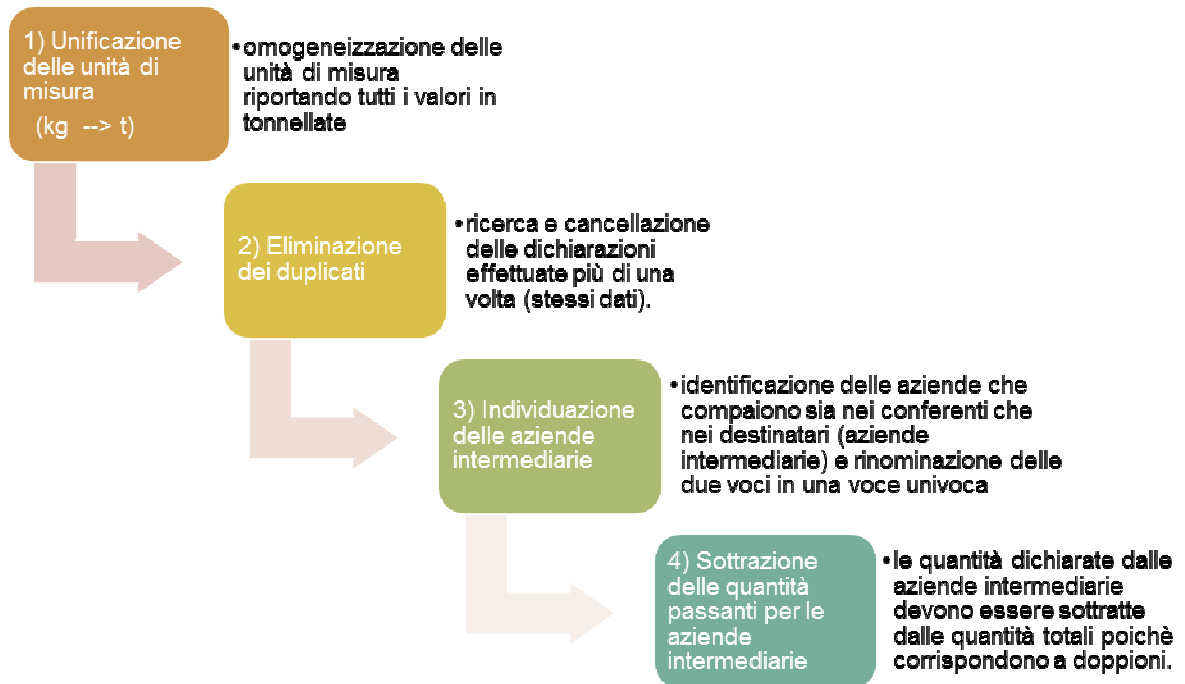 1) Unificazione
delle unità di
misura
(kg --> t)
•omogeneizzazione delle
unità di misura
riportando tutti i valori in
tonnellate
2) Eliminazione
dei duplicati
•ricerca e cancellazione
delle dichiarazioni
effettuate più di una
volta (stessi dati).
3) Individuazione
delle aziende
intermediarie
•identificazione delle aziende che
compaiono sia nei conferenti che
nei destinatari (aziende
intermediarie) e rinominazione delle
due voci in una voce univoca
4) Sottrazione
delle quantità
passanti per le
aziende
intermediarie
•le quantità dichiarate dalle
aziende intermediarie
devono essere sottratte
dalle quantità totali poichè
corrispondono a doppioni.